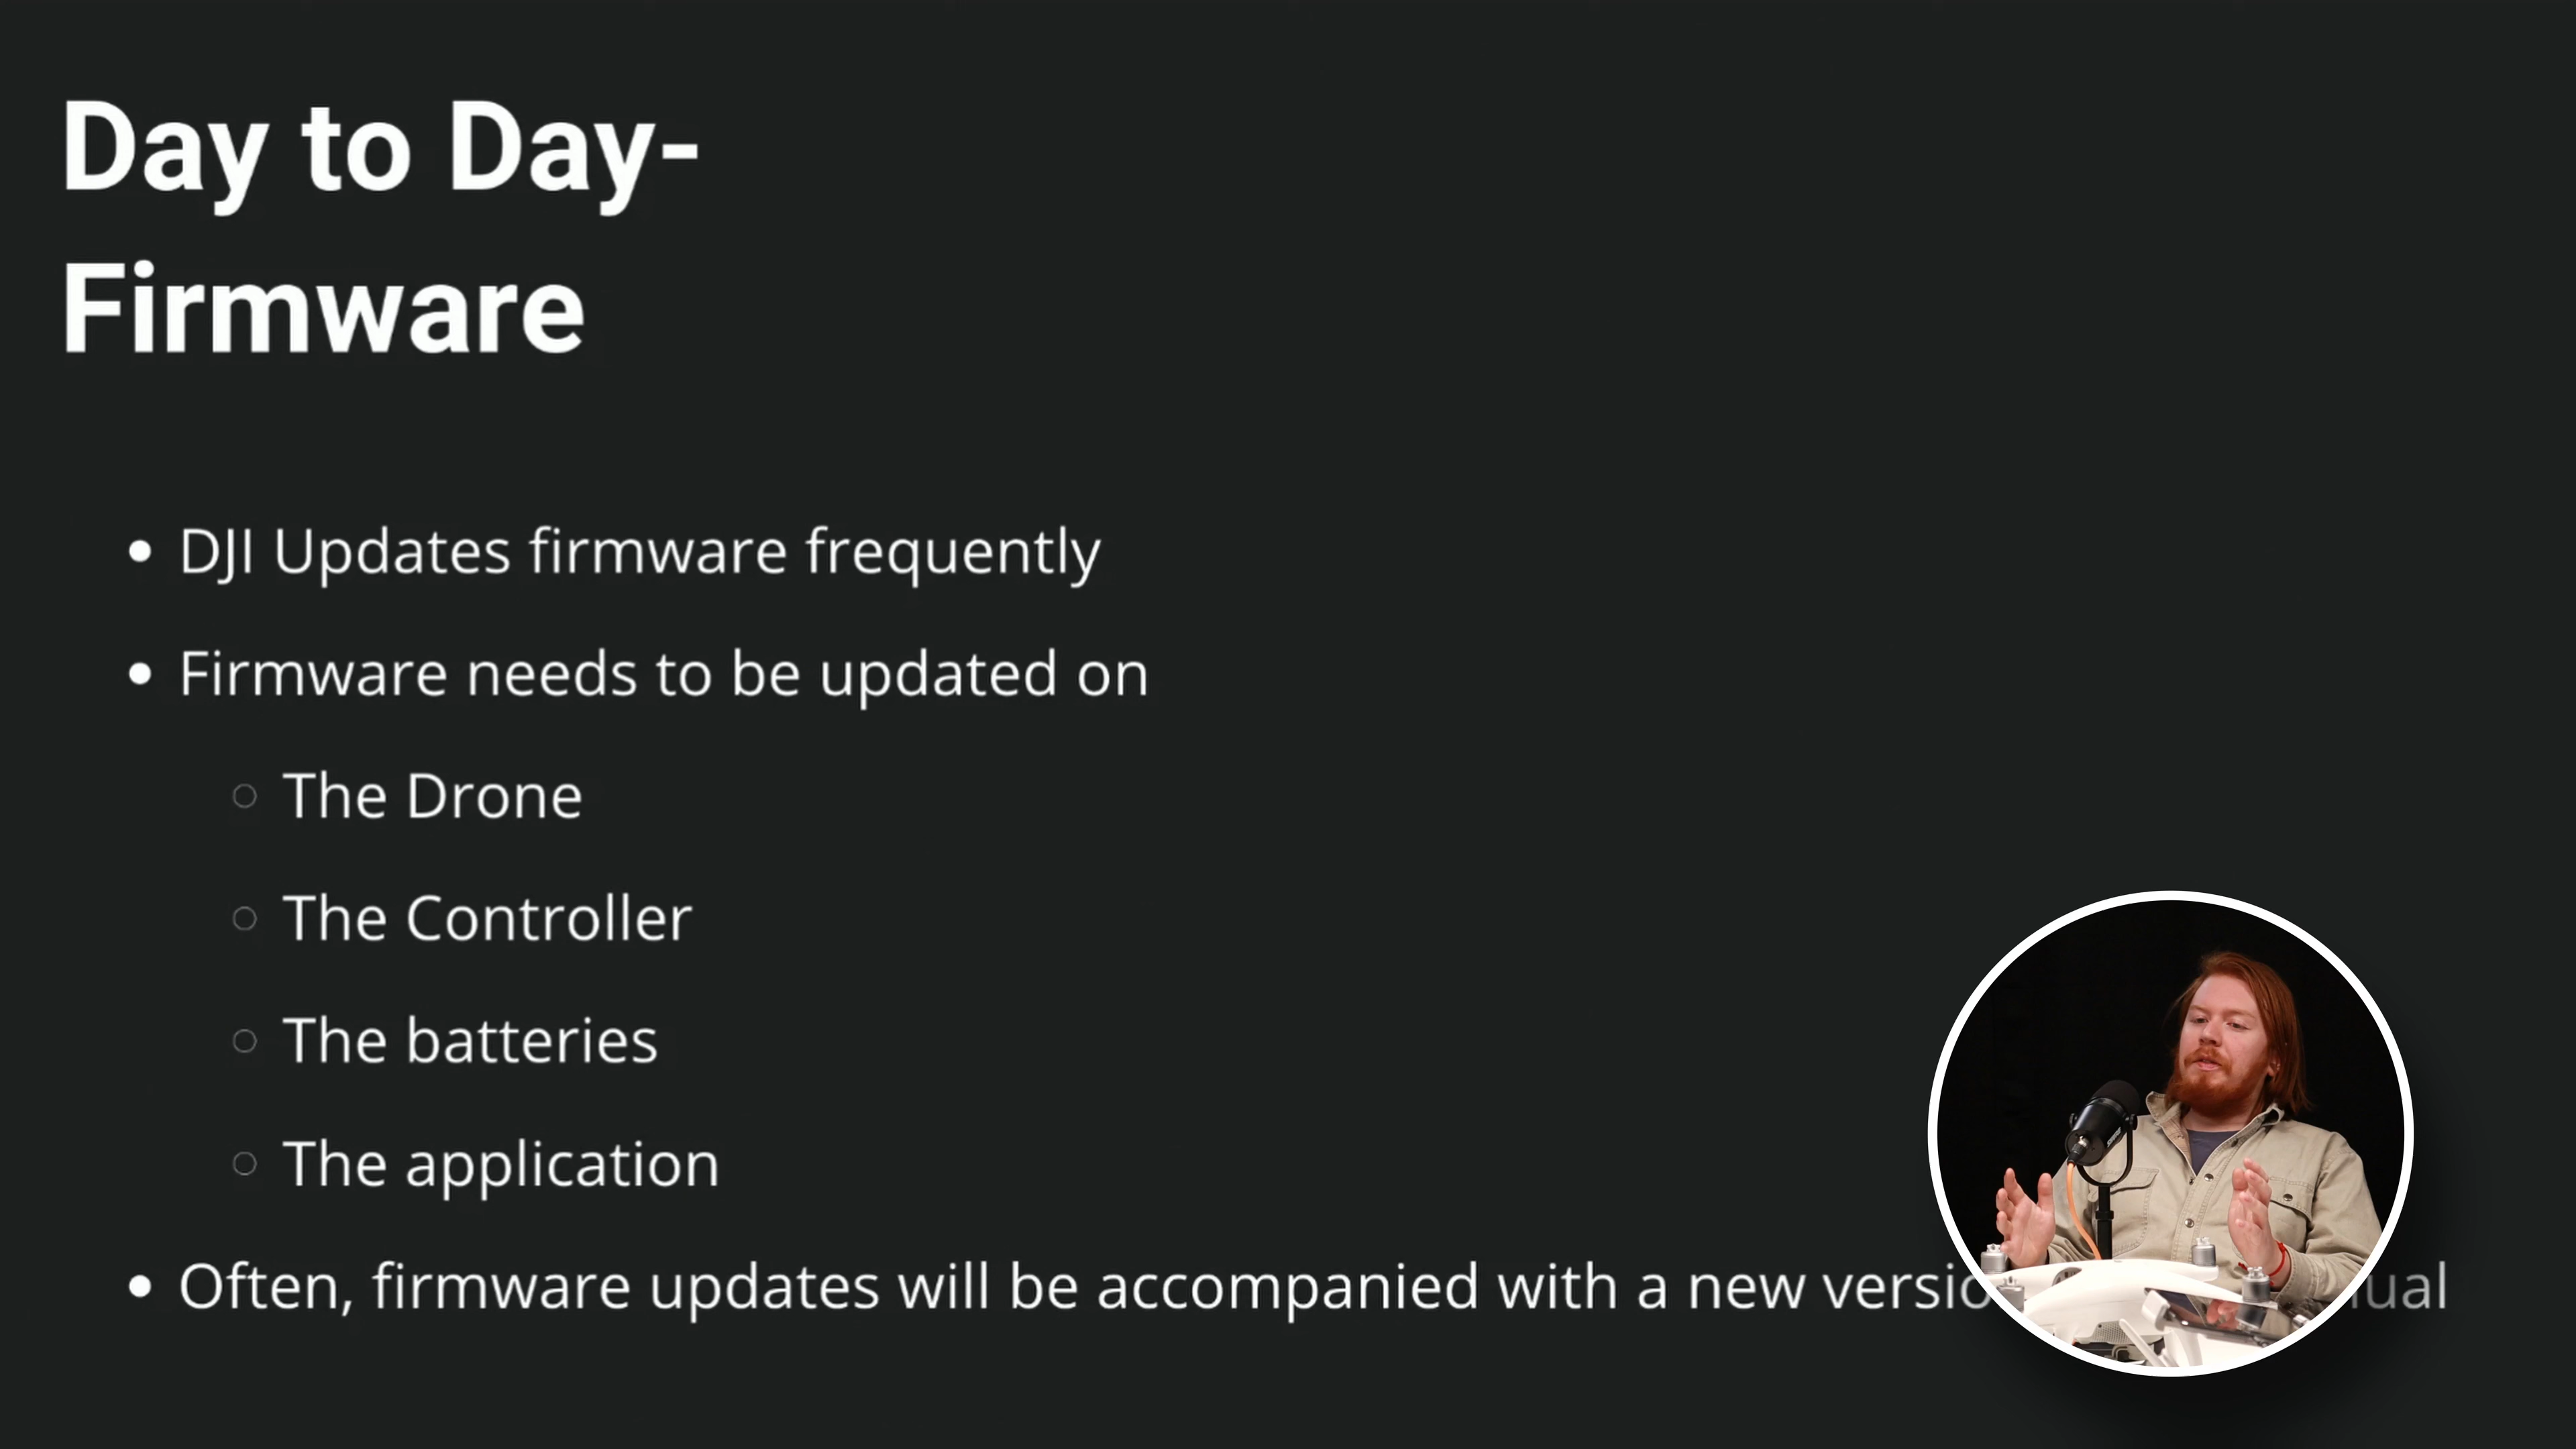 Day to Day-
Firmware
• DJI Updates firmware frequently
• Firmware needs to be updated on
○ The Drone
○ The Controller
○ The batteries
○ The application
• Often, firmware updates will be accompanied with a new